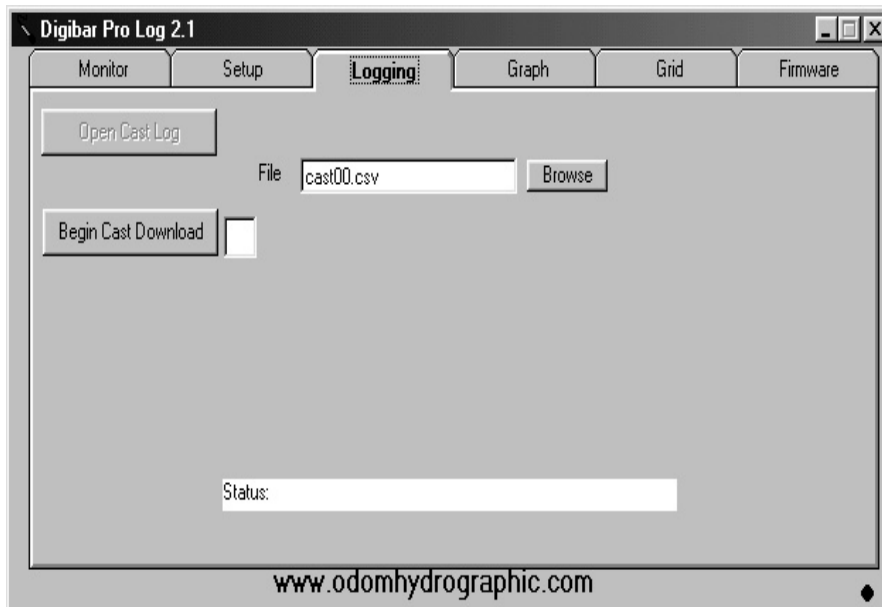 Digibar Pro Log 2.1
Monitor Setup Logging Graph Grid Firmware
Open Cast Log
File cast00.csv Browse
Begin Cast Download
Status:
www.odomhydrographic.com